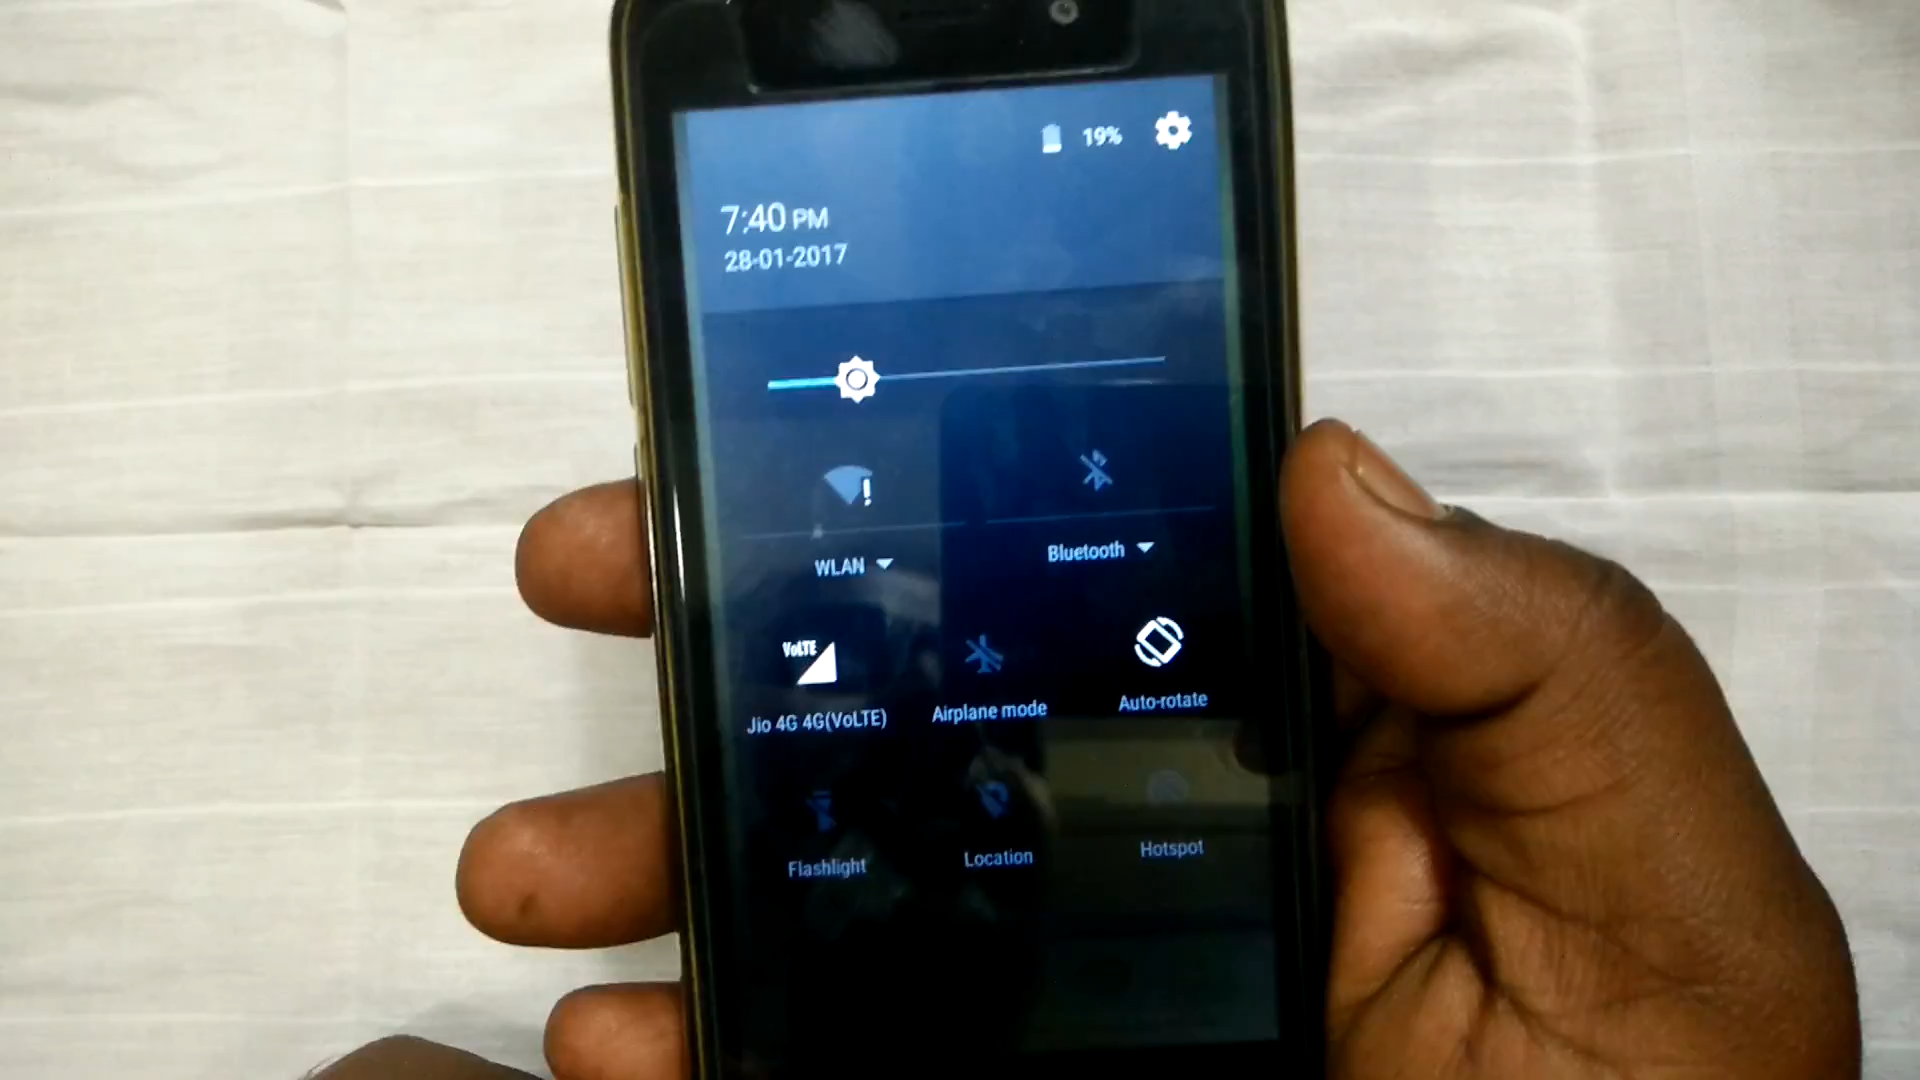 19%
7:40 PM
28-01-2017
WLAN
Bluetooth
VoLTE
Jio 4G 4G(VoLTE)
Airplane mode
Auto-rotate
Flashlight
Location
Hotspot